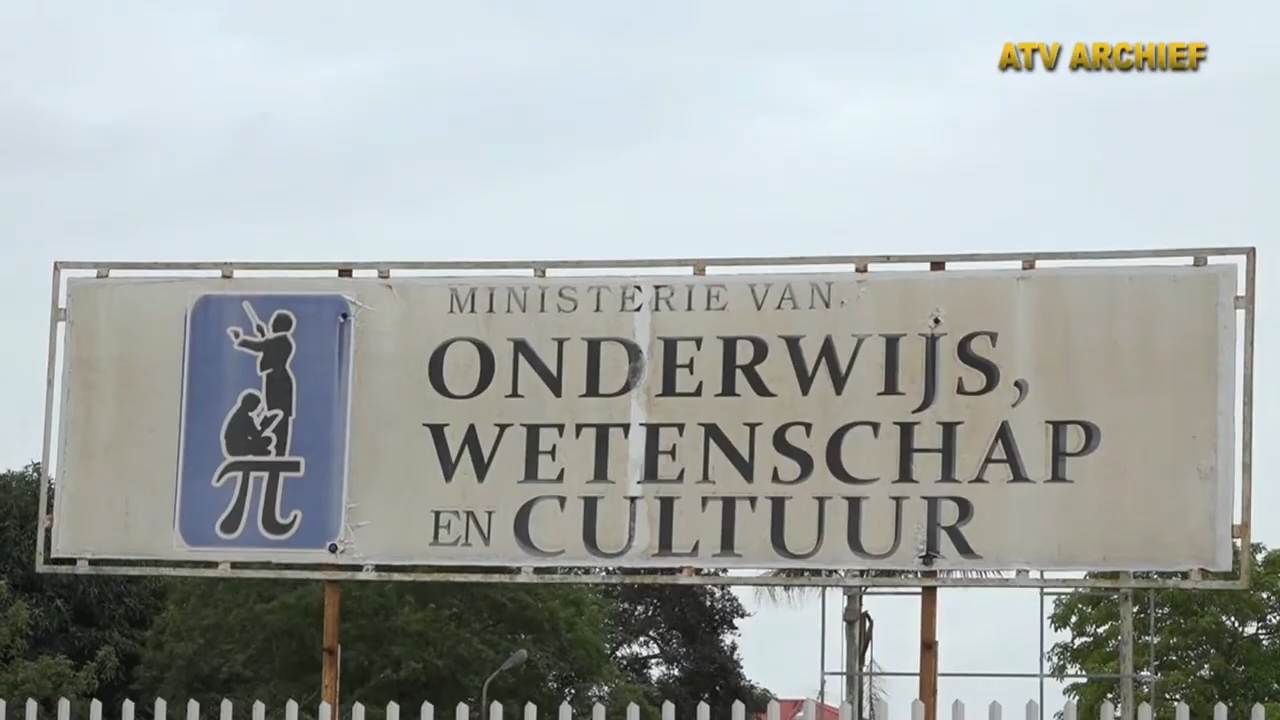 ATV ARCHIEF
MINISTERIE VAN
ONDERWIJS,
WETENSCHAP
EN CULTUUR
π